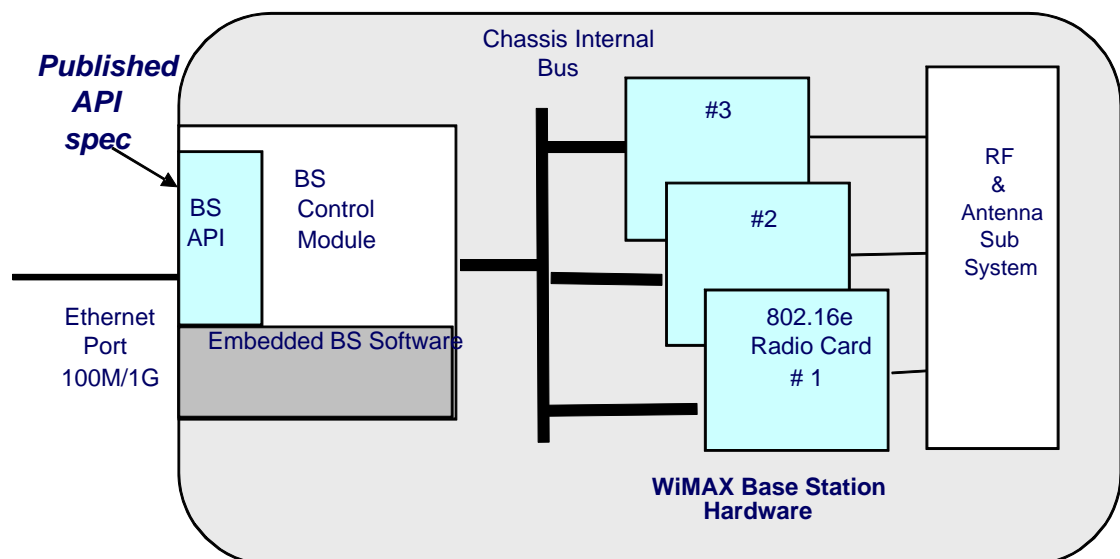 Chassis Internal
Bus
Published
API
spec
BS
API
BS
Control
Module
Embedded BS Software
Ethernet
Port
100M/1G
#3
#2
802.16e
Radio Card
# 1
RF
&
Antenna
Sub
System
WiMAX Base Station
Hardware